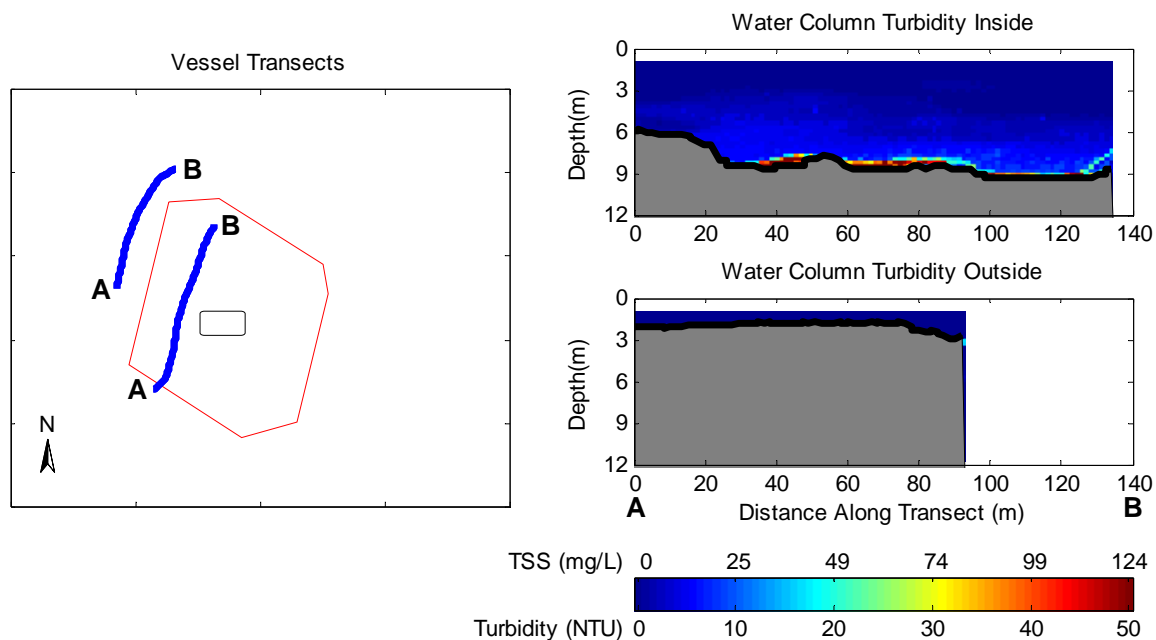 Vessel Transects
B
B
A
A
N
Water Column Turbidity Inside
Depth(m)
0
3
6
9
12
0 20 40 60 80 100 120 140
Water Column Turbidity Outside
Depth(m)
0
3
6
9
12
0 20 40 60 80 100 120 140
A Distance Along Transect (m) B
TSS (mg/L) 0 25 49 74 99 124
Turbidity (NTU) 0 10 20 30 40 50